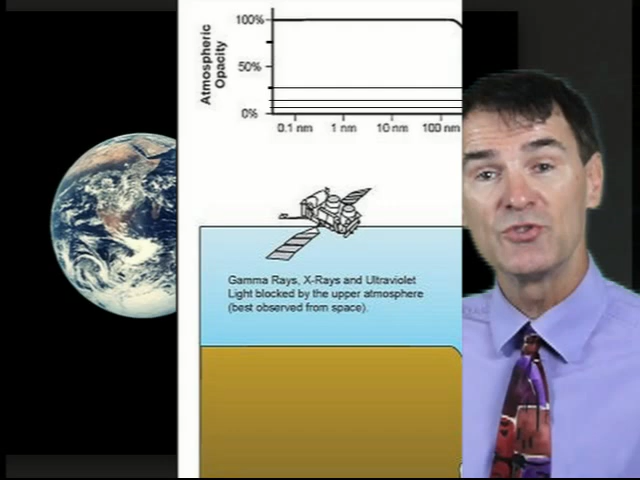 Atmospheric
Opacity
100%
50%
0%
0.1 nm 1 nm 10 nm 100 nm
Gamma Rays, X-Rays and Ultraviolet
Light blocked by the upper atmosphere
(best observed from space).